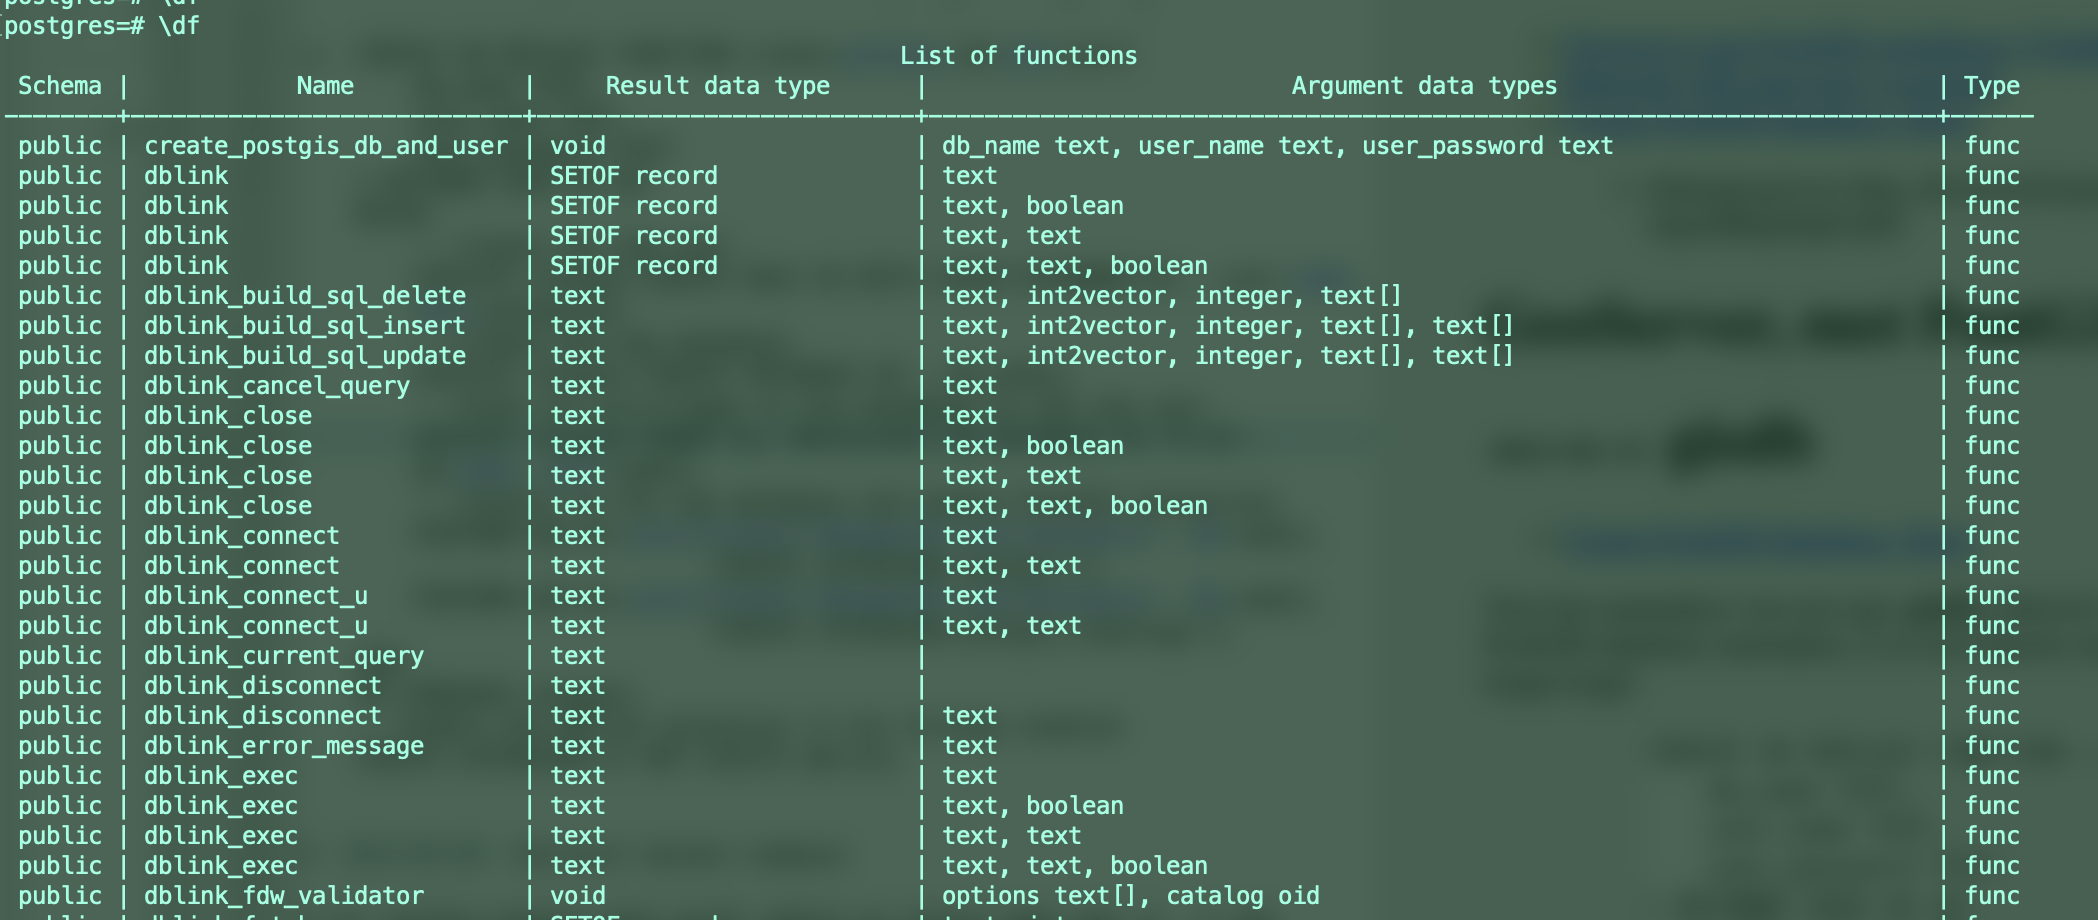 postgres=# \df
postgres=# \df
List of functions
Schema | Name | Result data type | Argument data types | Type
--------+--------------------------+---------------------------+------------------------------------------------------------------------+------
public | create_postgis_db_and_user | void | db_name text, user_name text, user_password text | func
public | dblink | SETOF record | text | func
public | dblink | SETOF record | text, boolean | func
public | dblink | SETOF record | text, text | func
public | dblink | SETOF record | text, text, boolean | func
public | dblink_build_sql_delete | text | text, int2vector, integer, text[] | func
public | dblink_build_sql_insert | text | text, int2vector, integer, text[], text[] | func
public | dblink_build_sql_update | text | text, int2vector, integer, text[], text[] | func
public | dblink_cancel_query | text | text | func
public | dblink_close | text | text | func
public | dblink_close | text | text, boolean | func
public | dblink_close | text | text, text | func
public | dblink_close | text | text, text, boolean | func
public | dblink_connect | text | text | func
public | dblink_connect | text | text, text | func
public | dblink_connect_u | text | text | func
public | dblink_connect_u | text | text, text | func
public | dblink_current_query | text | | func
public | dblink_disconnect | text | | func
public | dblink_disconnect | text | text | func
public | dblink_error_message | text | text | func
public | dblink_exec | text | text | func
public | dblink_exec | text | text, boolean | func
public | dblink_exec | text | text, text | func
public | dblink_exec | text | text, text, boolean | func
public | dblink_fdw_validator | void | options text[], catalog oid | func